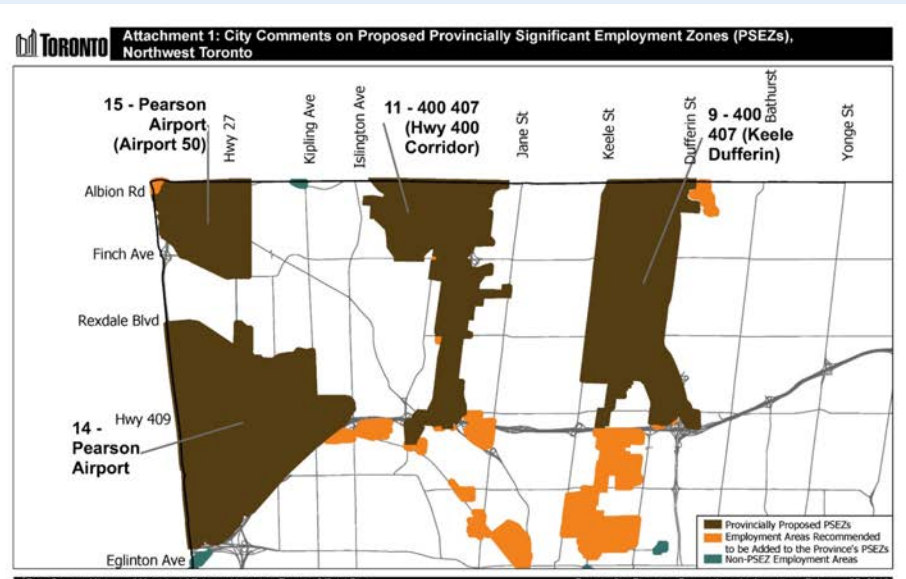 TORONTO
Attachment 1: City Comments on Proposed Provincially Significant Employment Zones (PSEZs),
Northwest Toronto
15 - Pearson
Airport
(Airport 50)
Hwy 27
Kipling Ave
Islington Ave
11 - 400 407
(Hwy 400
Corridor)
Jane St
Keele St
Dufferin St
9 - 400
407 (Keele
Dufferin)
Bathurst
Yonge St
Albion Rd
Finch Ave
Rexdale Blvd
Hwy 409
14 -
Pearson
Airport
Eglinton Ave
Provincially Proposed PSEZs
Employment Areas Recommended
to be Added to the Province's PSEZs
Non-PSEZ Employment Areas